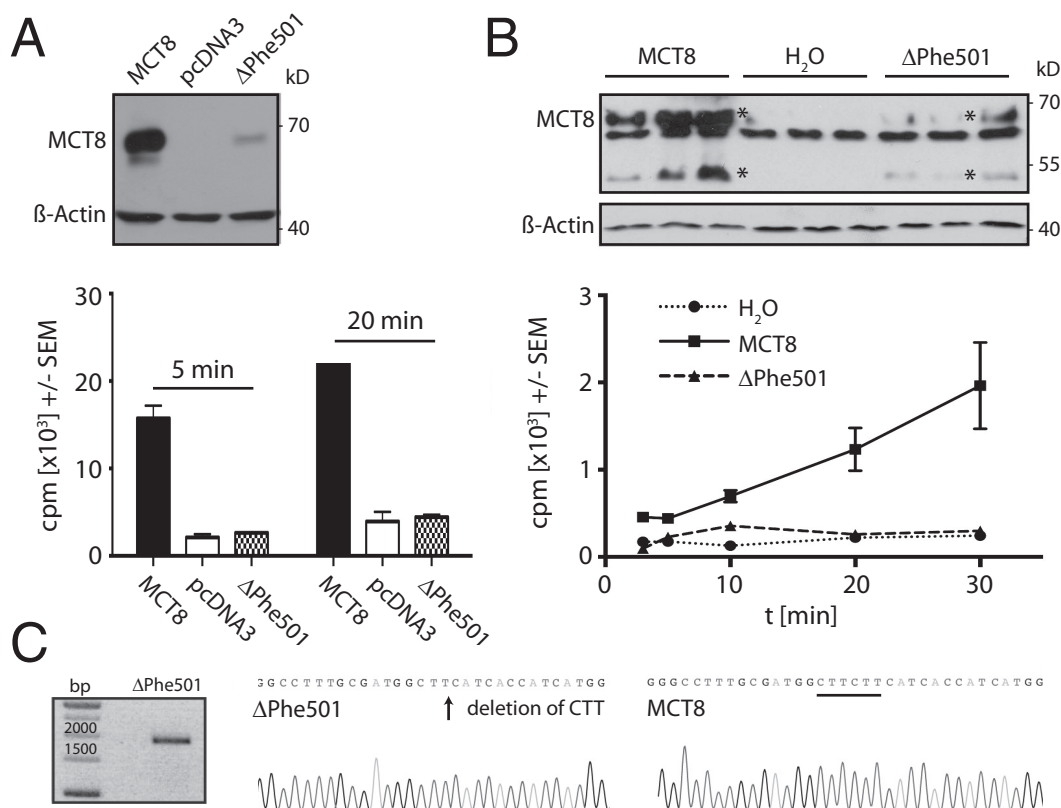 A
MCT8 pcDNA3 ΔPhe501
kD
MCT8
70
ß-Actin
40
cpm [x10³] +/- SEM
30
20
10
0
5 min
20 min
MCT8 pcDNA3 ΔPhe501 MCT8 pcDNA3 ΔPhe501
B
MCT8 H₂O ΔPhe501
kD
MCT8
* *
70
* *
55
ß-Actin
40
cpm [x10³] +/- SEM
3
2
1
0
H₂O
MCT8
ΔPhe501
0 10 20 30
t [min]
C
bp ΔPhe501
2000
1500
GGCCTTTGCGATGGCTTCATCACCATCATGG
ΔPhe501
↑ deletion of CTT
GGGCCTTTGCGATGGCTTCTTCATCACCATCATGG
MCT8